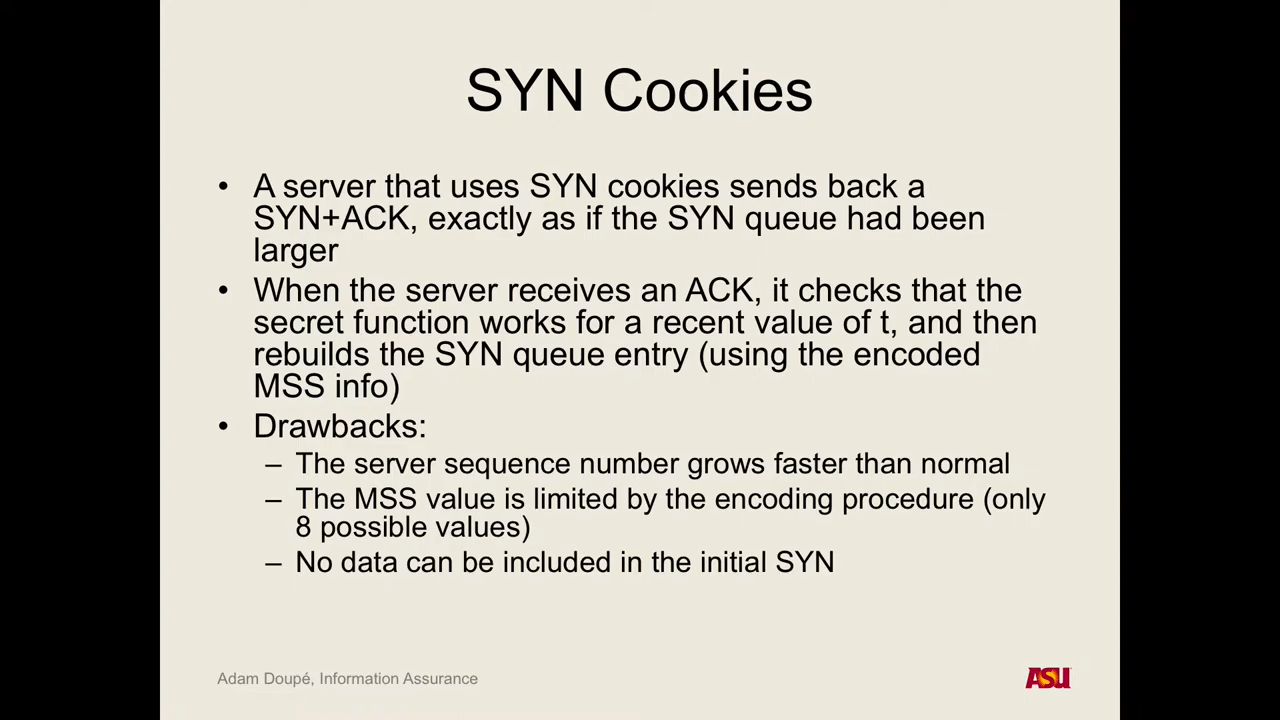 SYN Cookies
• A server that uses SYN cookies sends back a
SYN+ACK, exactly as if the SYN queue had been
larger
• When the server receives an ACK, it checks that the
secret function works for a recent value of t, and then
rebuilds the SYN queue entry (using the encoded
MSS info)
• Drawbacks:
– The server sequence number grows faster than normal
– The MSS value is limited by the encoding procedure (only
8 possible values)
– No data can be included in the initial SYN
Adam Doupé, Information Assurance
ASU